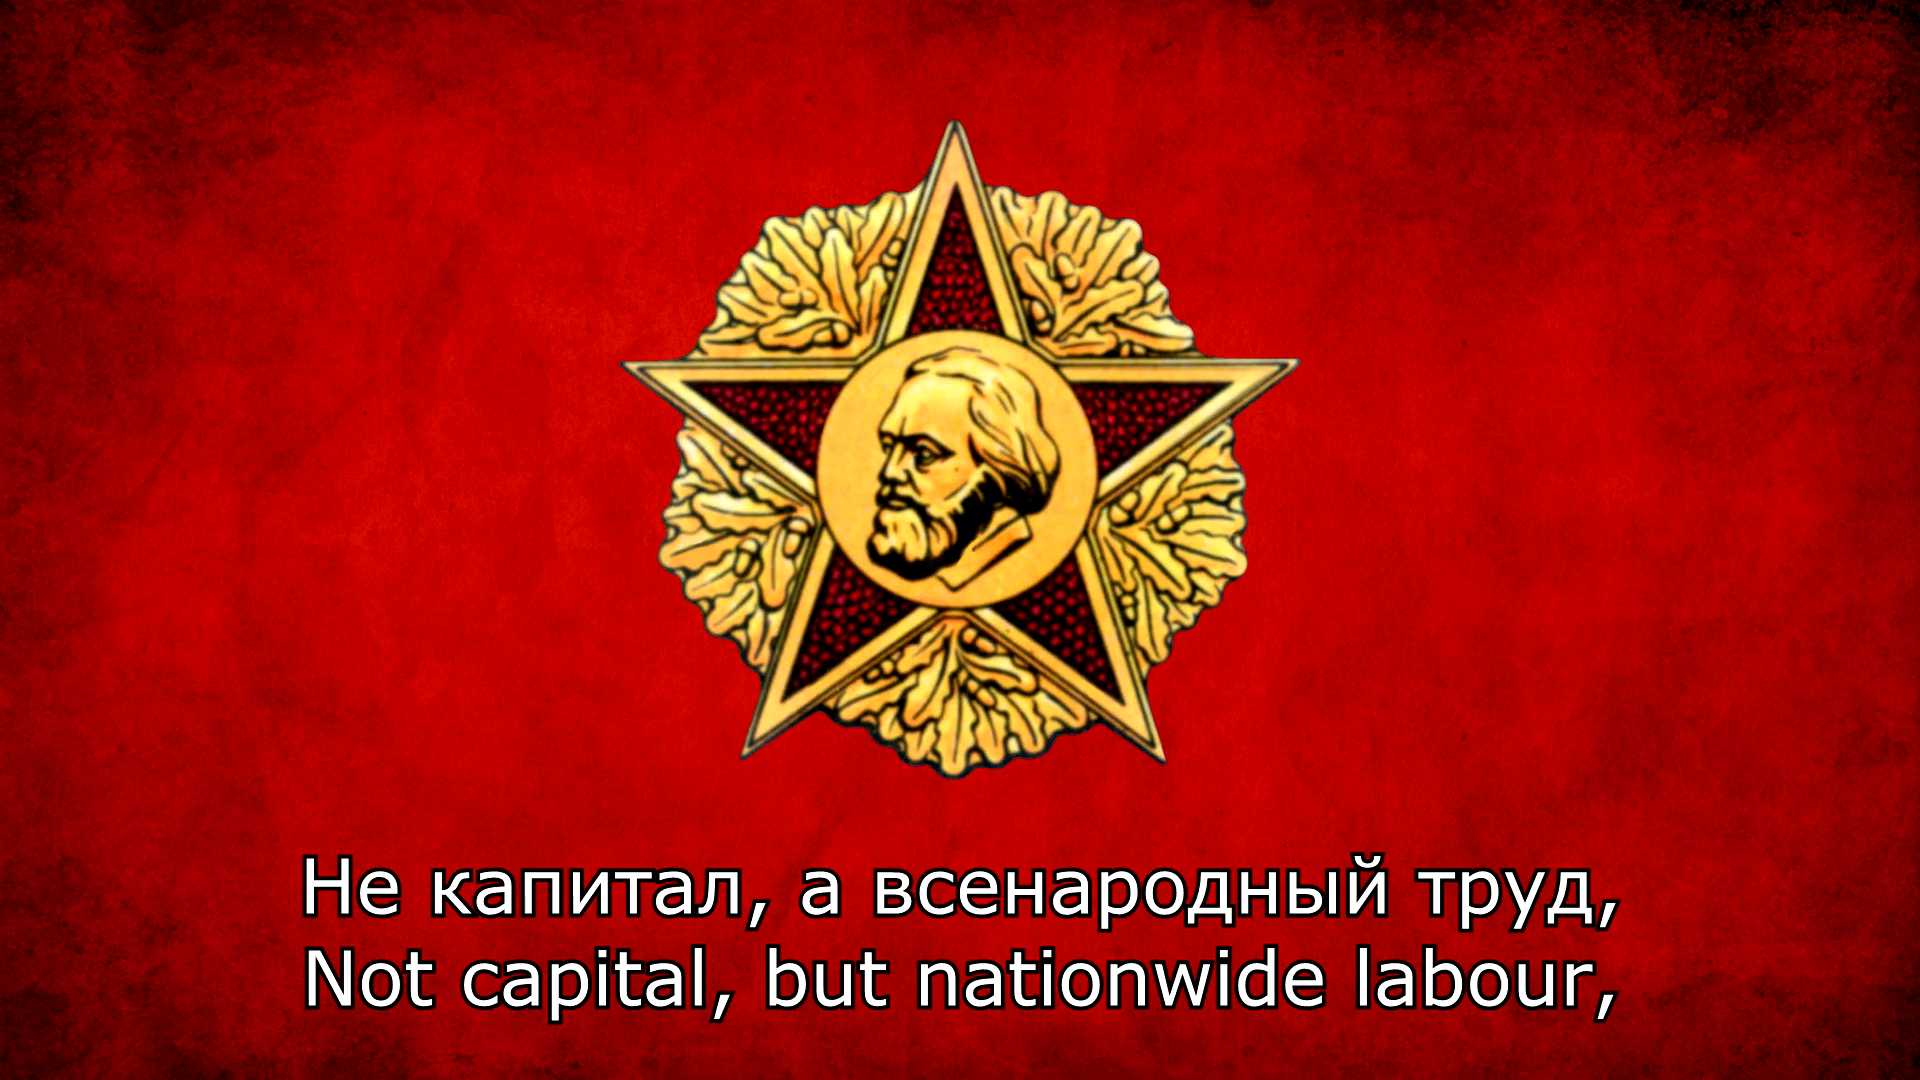 Не капитал, а всенародный труд,
Not capital, but nationwide labour,